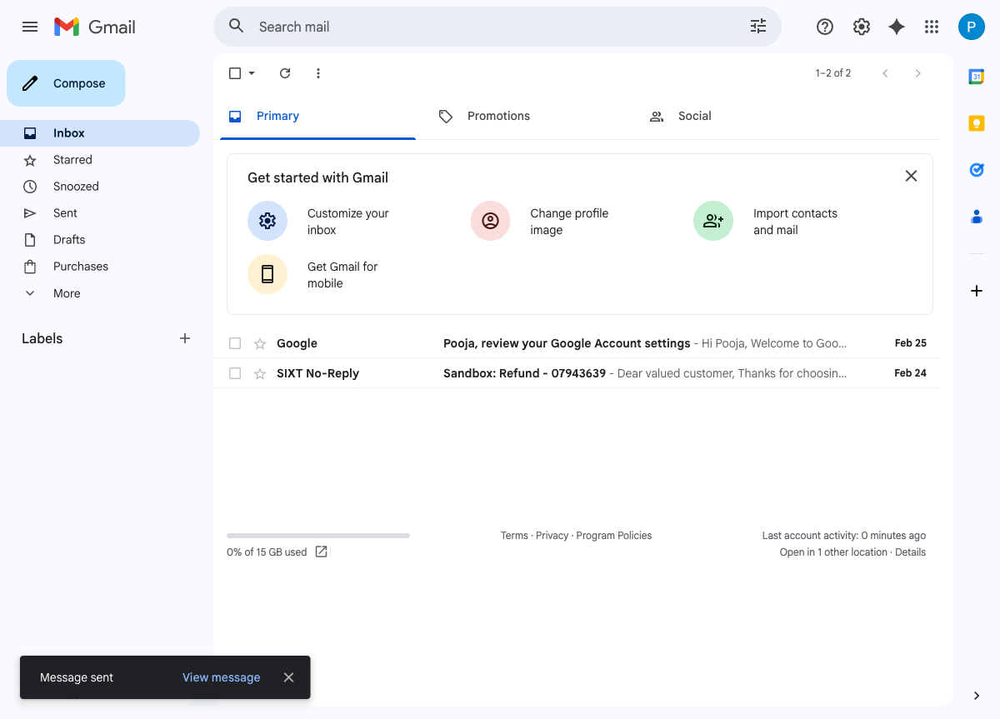 Gmail
Search mail
P
Compose
1–2 of 2
31
Primary
Promotions
Social
Inbox
Starred
Snoozed
Sent
Drafts
Purchases
More
Labels
Get started with Gmail
Customize your
inbox
Change profile
image
Import contacts
and mail
Get Gmail for
mobile
Google Pooja, review your Google Account settings - Hi Pooja, Welcome to Goo… Feb 25
SIXT No-Reply Sandbox: Refund - 07943639 - Dear valued customer, Thanks for choosin… Feb 24
0% of 15 GB used
Terms · Privacy · Program Policies
Last account activity: 0 minutes ago
Open in 1 other location · Details
Message sent View message